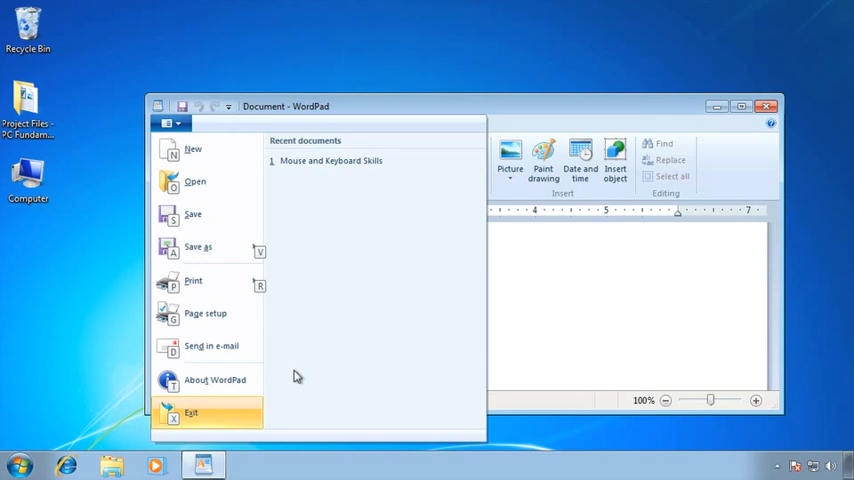 Recycle Bin
Project Files -
PC Fundam...
Computer
Document - WordPad
Recent documents
1 Mouse and Keyboard Skills
New
N
Open
O
Save
S
Save as
A
V
Print
P
R
Page setup
G
Send in e-mail
D
About WordPad
T
Exit
X
Picture
Paint
drawing
Date and
time
Insert
object
Insert
Find
Replace
Select all
Editing
4 5 7
100%